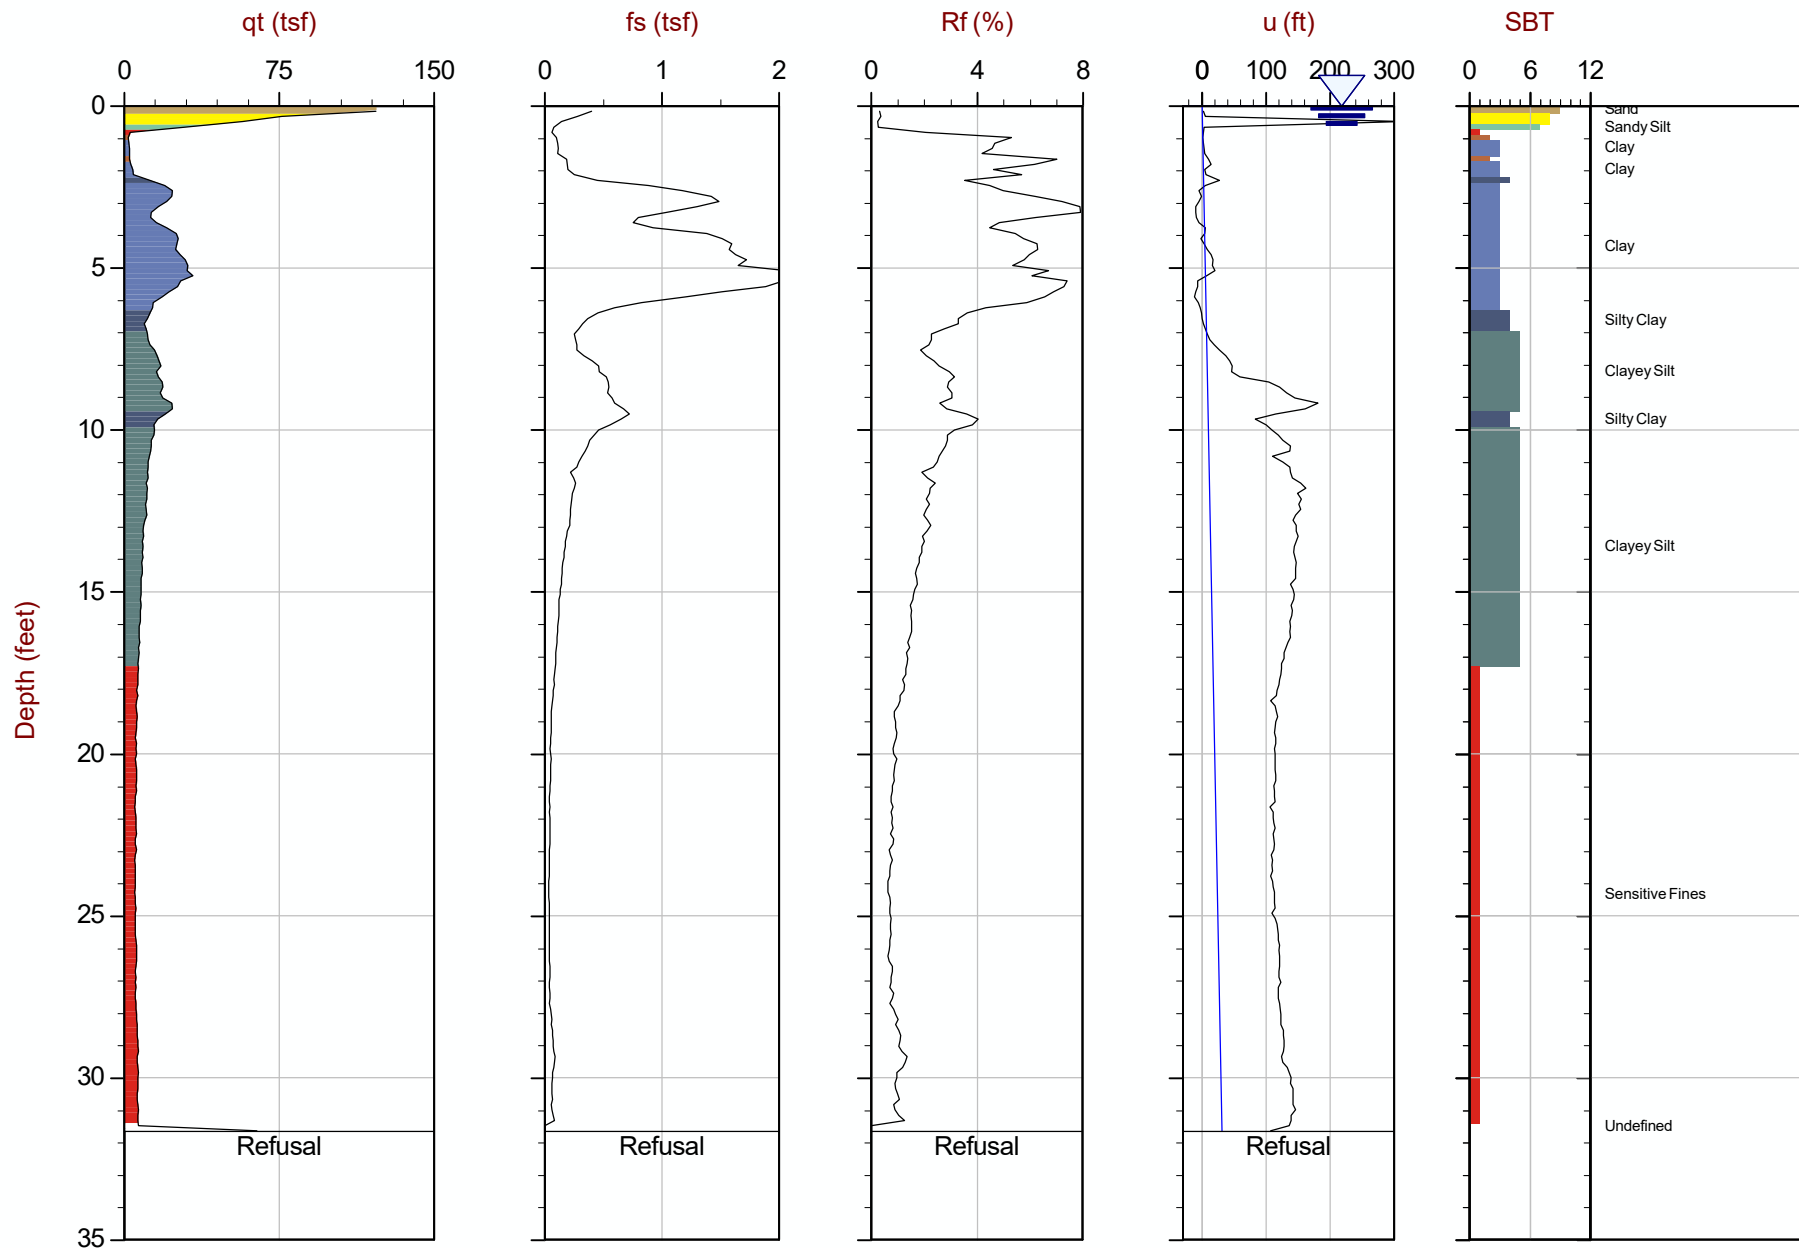 qt (tsf) fs (tsf) Rf (%) u (ft) SBT
0 75 150 0 1 2 0 4 8 0 100 200 300 0 6 12
0
Sand
Sandy Silt
Clay
Clay
Clay
5
Silty Clay
Clayey Silt
Silty Clay
10
Clayey Silt
15
Depth (feet)
20
Sensitive Fines
25
30
Undefined
Refusal Refusal Refusal Refusal
35